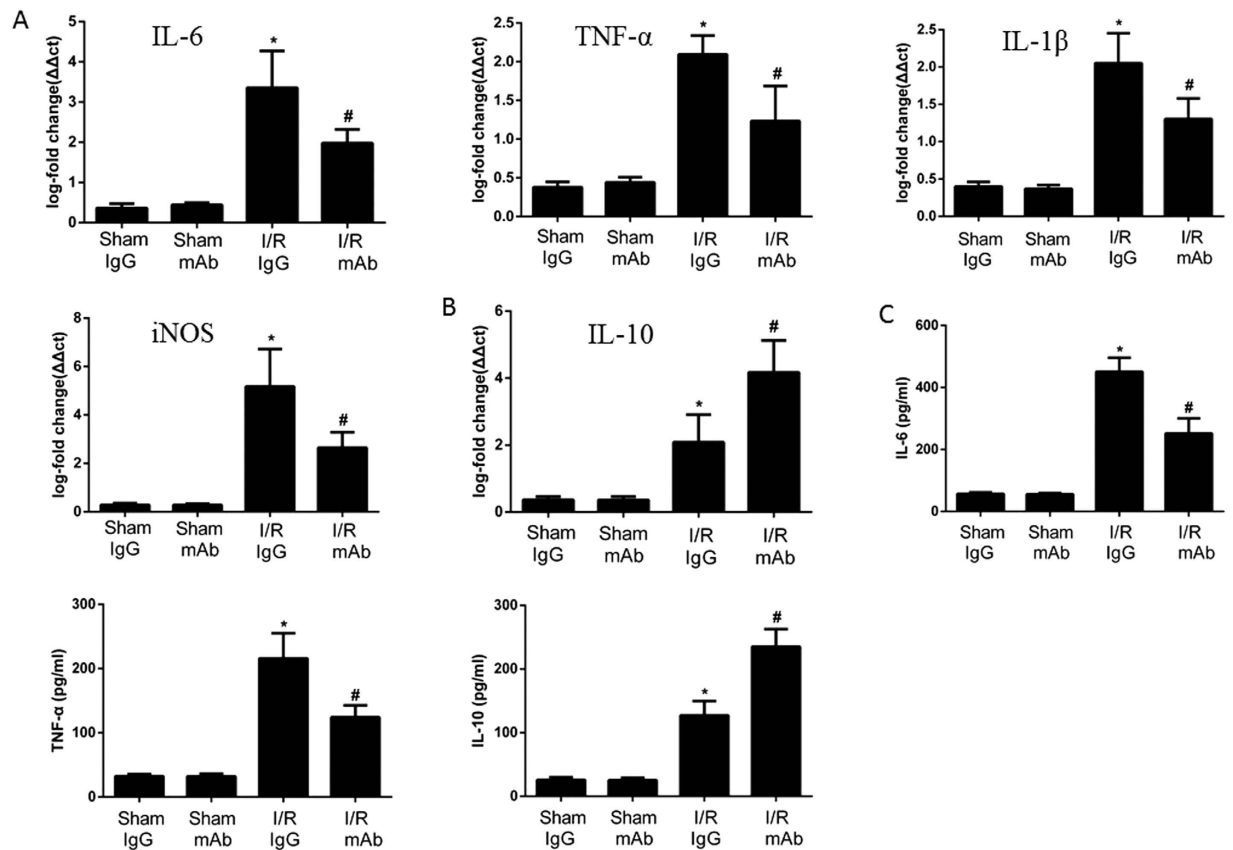 A
IL-6
log-fold change(ΔΔct)
5
4
3
2
1
0
*
#
Sham IgG
Sham mAb
I/R IgG
I/R mAb
TNF-α
log-fold change(ΔΔct)
2.5
2.0
1.5
1.0
0.5
0.0
*
#
Sham IgG
Sham mAb
I/R IgG
I/R mAb
IL-1β
log-fold change(ΔΔct)
2.5
2.0
1.5
1.0
0.5
0.0
*
#
Sham IgG
Sham mAb
I/R IgG
I/R mAb
iNOS
log-fold change(ΔΔct)
8
6
4
2
0
*
#
Sham IgG
Sham mAb
I/R IgG
I/R mAb
B
IL-10
log-fold change(ΔΔct)
6
4
2
0
*
#
Sham IgG
Sham mAb
I/R IgG
I/R mAb
C
IL-6 (pg/ml)
600
400
200
0
*
#
Sham IgG
Sham mAb
I/R IgG
I/R mAb
TNF-α (pg/ml)
300
200
100
0
*
#
Sham IgG
Sham mAb
I/R IgG
I/R mAb
IL-10 (pg/ml)
300
200
100
0
*
#
Sham IgG
Sham mAb
I/R IgG
I/R mAb